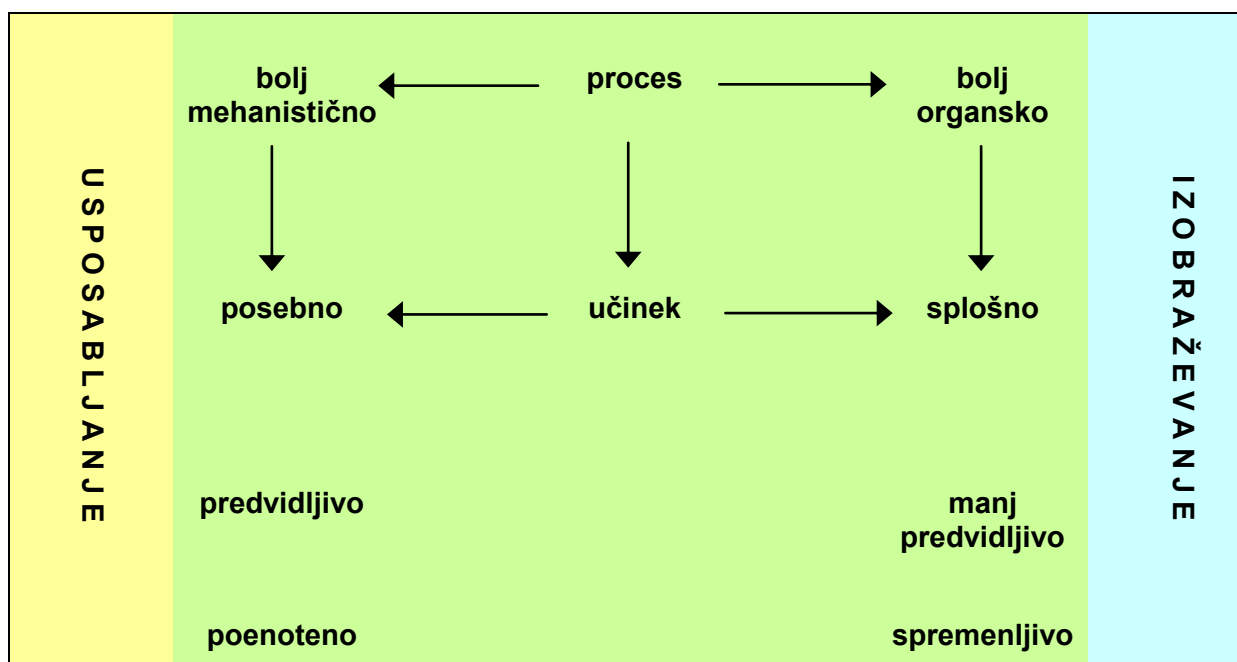 USPOSABLJANJE
bolj
mehanistično
proces
bolj
organsko
posebno
učinek
splošno
predvidljivo
manj
predvidljivo
poenoteno
spremenljivo
IZOBRAŽEVANJE